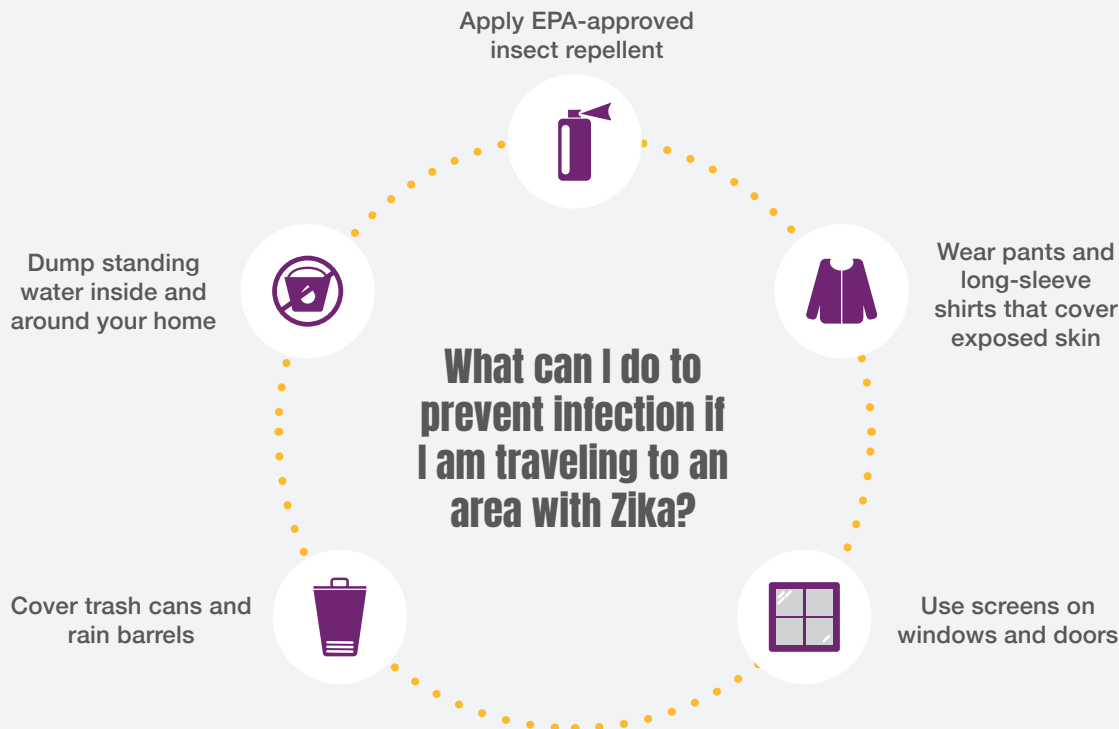 Apply EPA-approved
insect repellent
Wear pants and
long-sleeve
shirts that cover
exposed skin
Use screens on
windows and doors
Cover trash cans and
rain barrels
Dump standing
water inside and
around your home
What can I do to
prevent infection if
I am traveling to an
area with Zika?